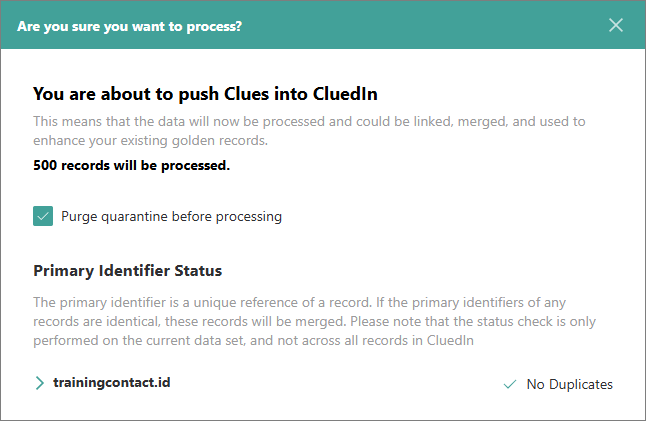 Are you sure you want to process?
You are about to push Clues into CluedIn
This means that the data will now be processed and could be linked, merged, and used to
enhance your existing golden records.
500 records will be processed.
Purge quarantine before processing
Primary Identifier Status
The primary identifier is a unique reference of a record. If the primary identifiers of any
records are identical, these records will be merged. Please note that the status check is only
performed on the current data set, and not across all records in CluedIn
trainingcontact.id
No Duplicates